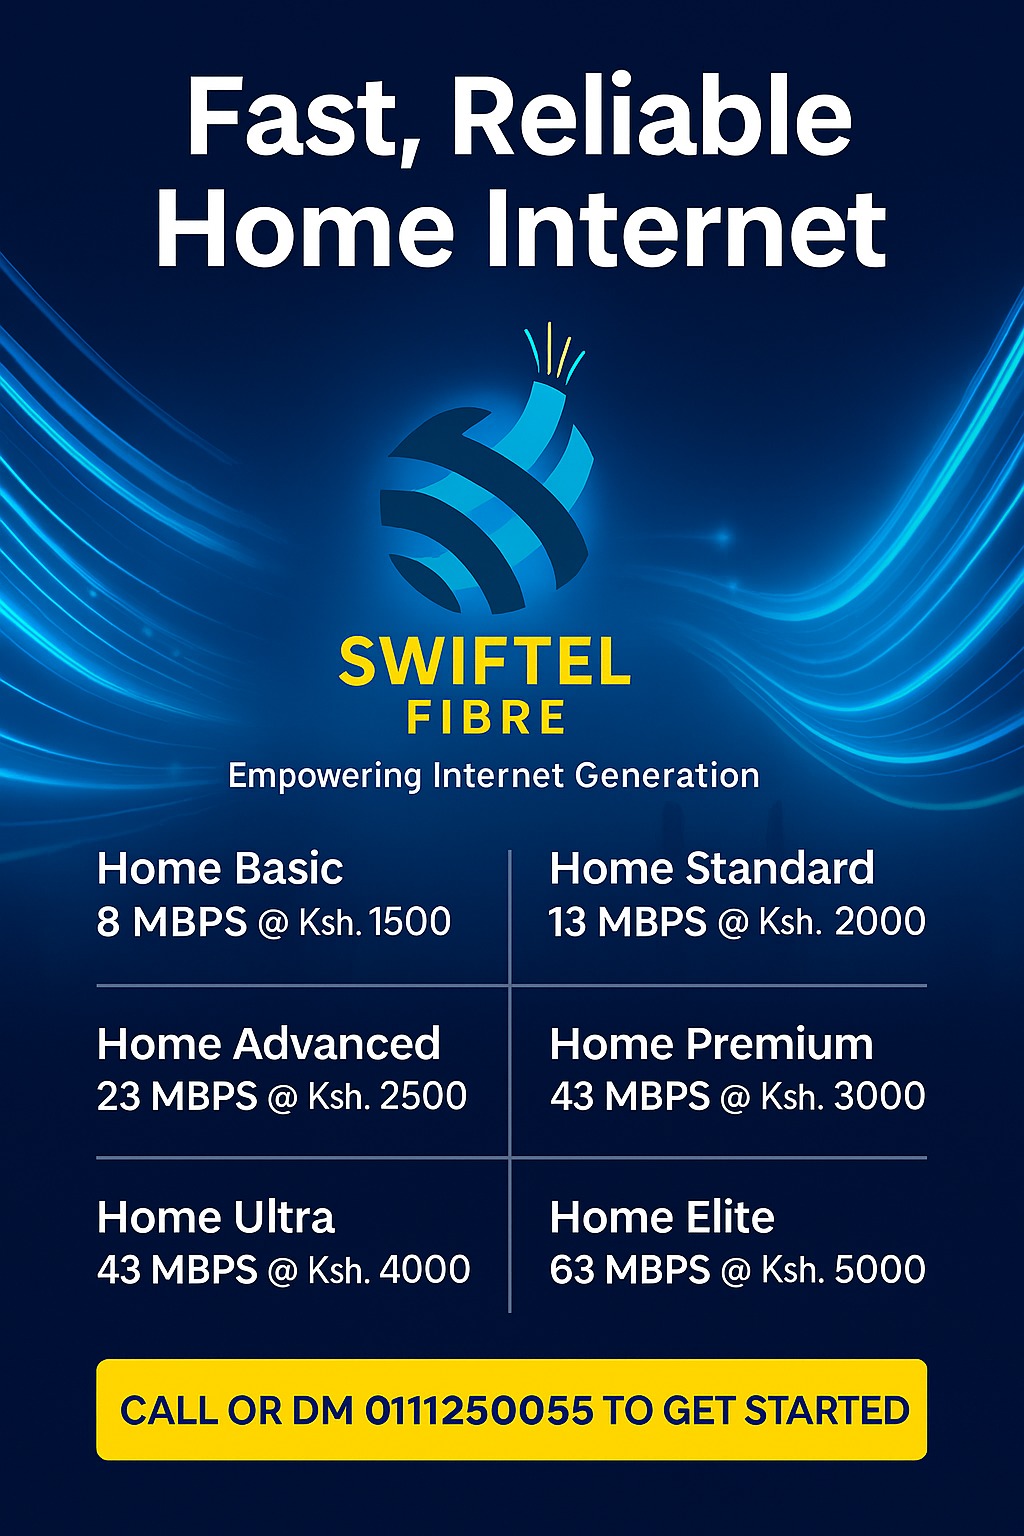 Fast, Reliable
Home Internet
SWIFTEL
FIBRE
Empowering Internet Generation
Home Basic
8 MBPS @ Ksh. 1500
Home Standard
13 MBPS @ Ksh. 2000
Home Advanced
23 MBPS @ Ksh. 2500
Home Premium
43 MBPS @ Ksh. 3000
Home Ultra
43 MBPS @ Ksh. 4000
Home Elite
63 MBPS @ Ksh. 5000
CALL OR DM 0111250055 TO GET STARTED